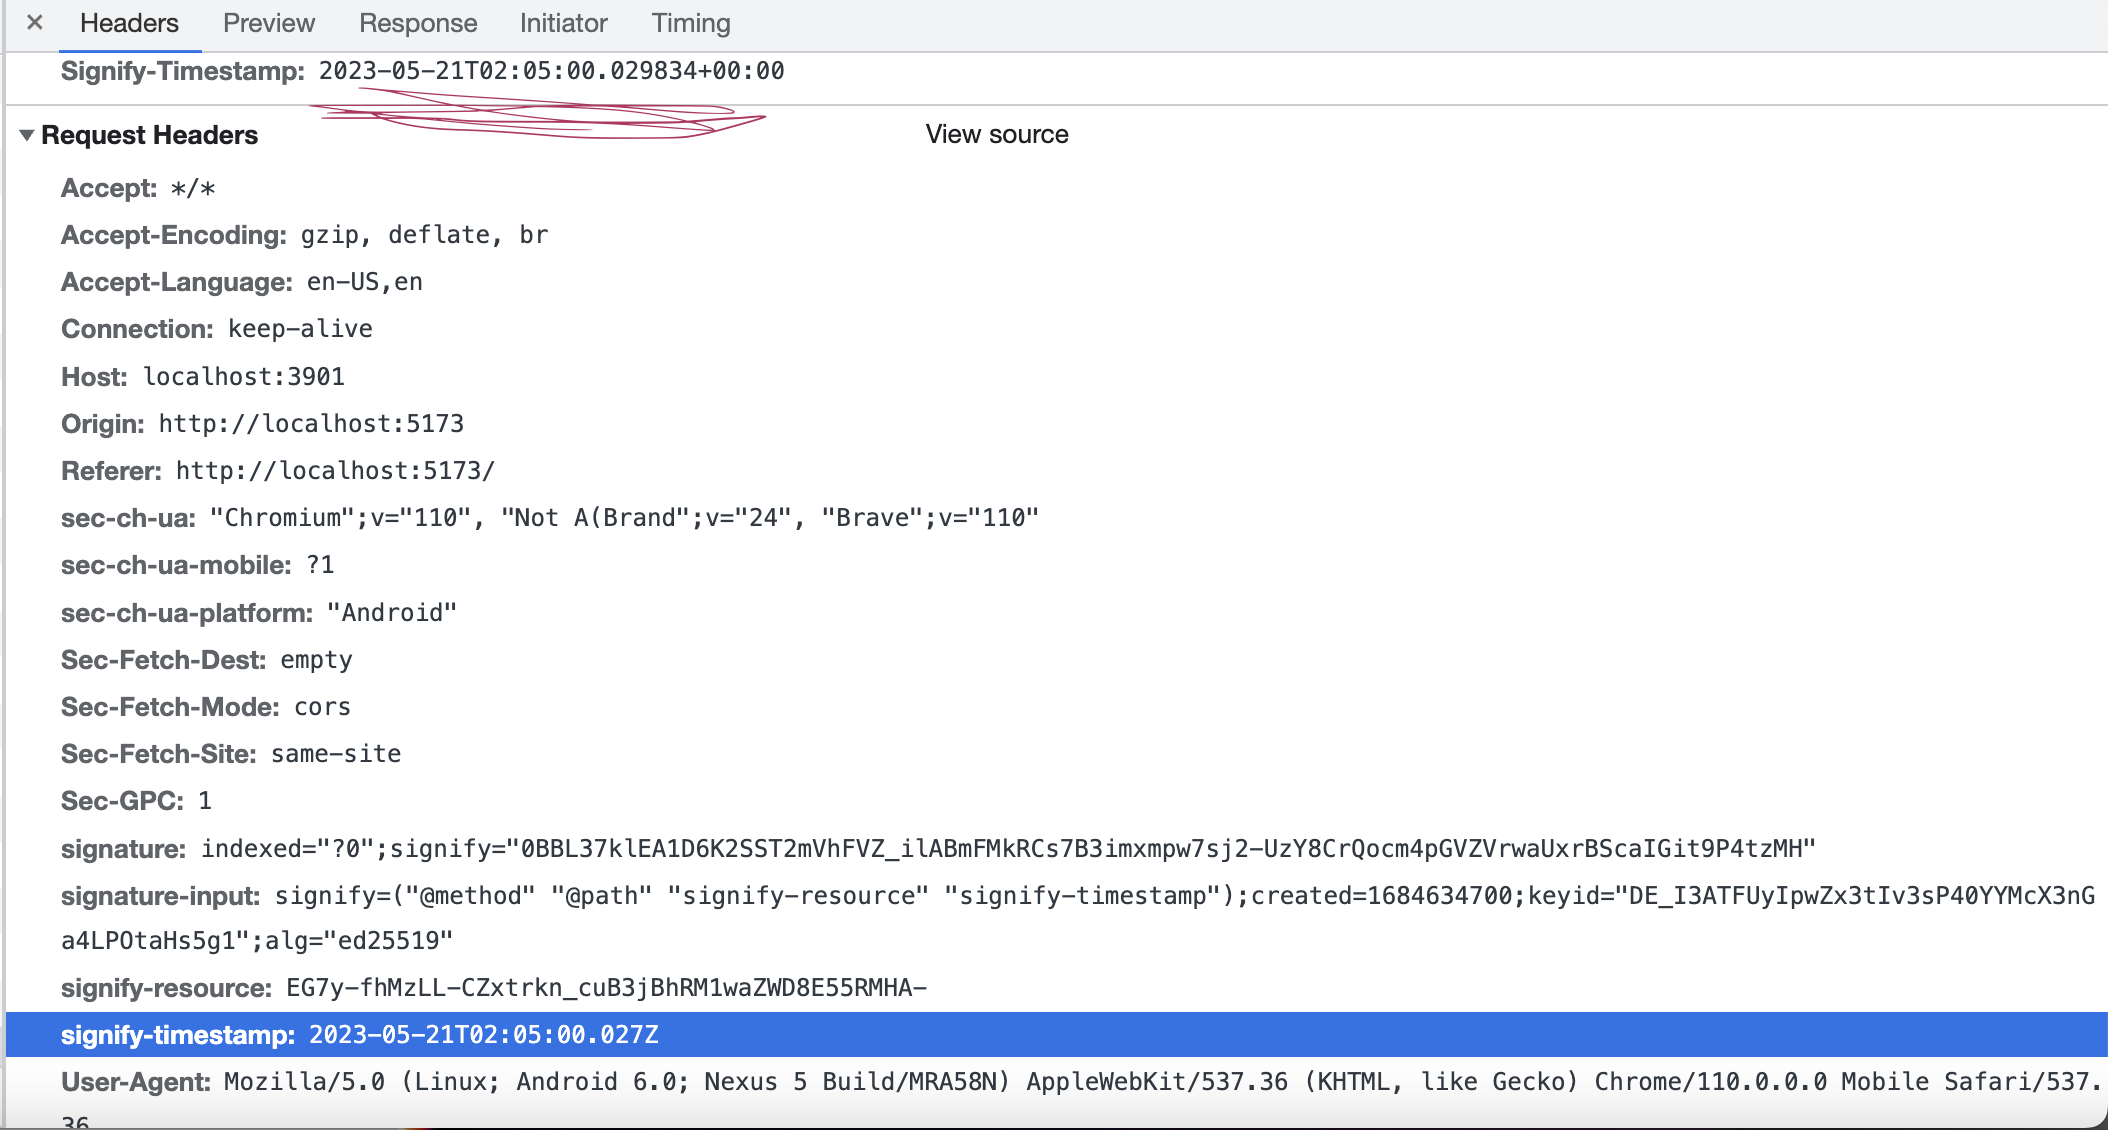 × Headers Preview Response Initiator Timing
Signify-Timestamp: 2023-05-21T02:05:00.029834+00:00
▼ Request Headers View source
Accept: */*
Accept-Encoding: gzip, deflate, br
Accept-Language: en-US,en
Connection: keep-alive
Host: localhost:3901
Origin: http://localhost:5173
Referer: http://localhost:5173/
sec-ch-ua: "Chromium";v="110", "Not A(Brand";v="24", "Brave";v="110"
sec-ch-ua-mobile: ?1
sec-ch-ua-platform: "Android"
Sec-Fetch-Dest: empty
Sec-Fetch-Mode: cors
Sec-Fetch-Site: same-site
Sec-GPC: 1
signature: indexed="?0";signify="0BBL37klEA1D6K2SST2mVhFVZ_ilABmFMkRCs7B3imxmpw7sj2-UzY8CrQocm4pGVZVrwaUxrBScaIGit9P4tzMH"
signature-input: signify=("@method" "@path" "signify-resource" "signify-timestamp");created=1684634700;keyid="DE_I3ATFUyIpwZx3tIv3sP40YYMcX3nG
a4LPOtaHs5g1";alg="ed25519"
signify-resource: EG7y-fhMzLL-CZxtrkn_cuB3jBhRM1waZWD8E55RMHA-
signify-timestamp: 2023-05-21T02:05:00.027Z
User-Agent: Mozilla/5.0 (Linux; Android 6.0; Nexus 5 Build/MRA58N) AppleWebKit/537.36 (KHTML, like Gecko) Chrome/110.0.0.0 Mobile Safari/537.
36